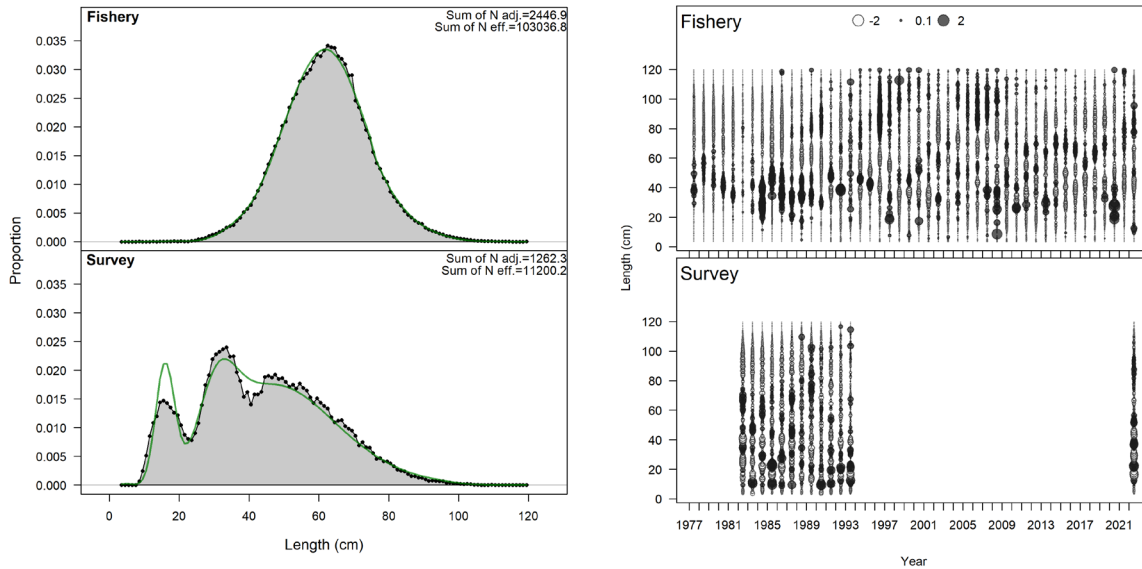 Fishery
Sum of N adj.=2446.9
Sum of N eff.=103036.8
0.035
0.030
0.025
0.020
0.015
0.010
0.005
0.000
Survey
Sum of N adj.=1262.3
Sum of N eff.=11200.2
0.035
0.030
0.025
0.020
0.015
0.010
0.005
0.000
Proportion
0 20 40 60 80 100 120
Length (cm)
Fishery
-2 0.1 2
120
100
80
60
40
20
0
Survey
120
100
80
60
40
20
0
Length (cm)
1977 1981 1985 1989 1993 1997 2001 2005 2009 2013 2017 2021
Year